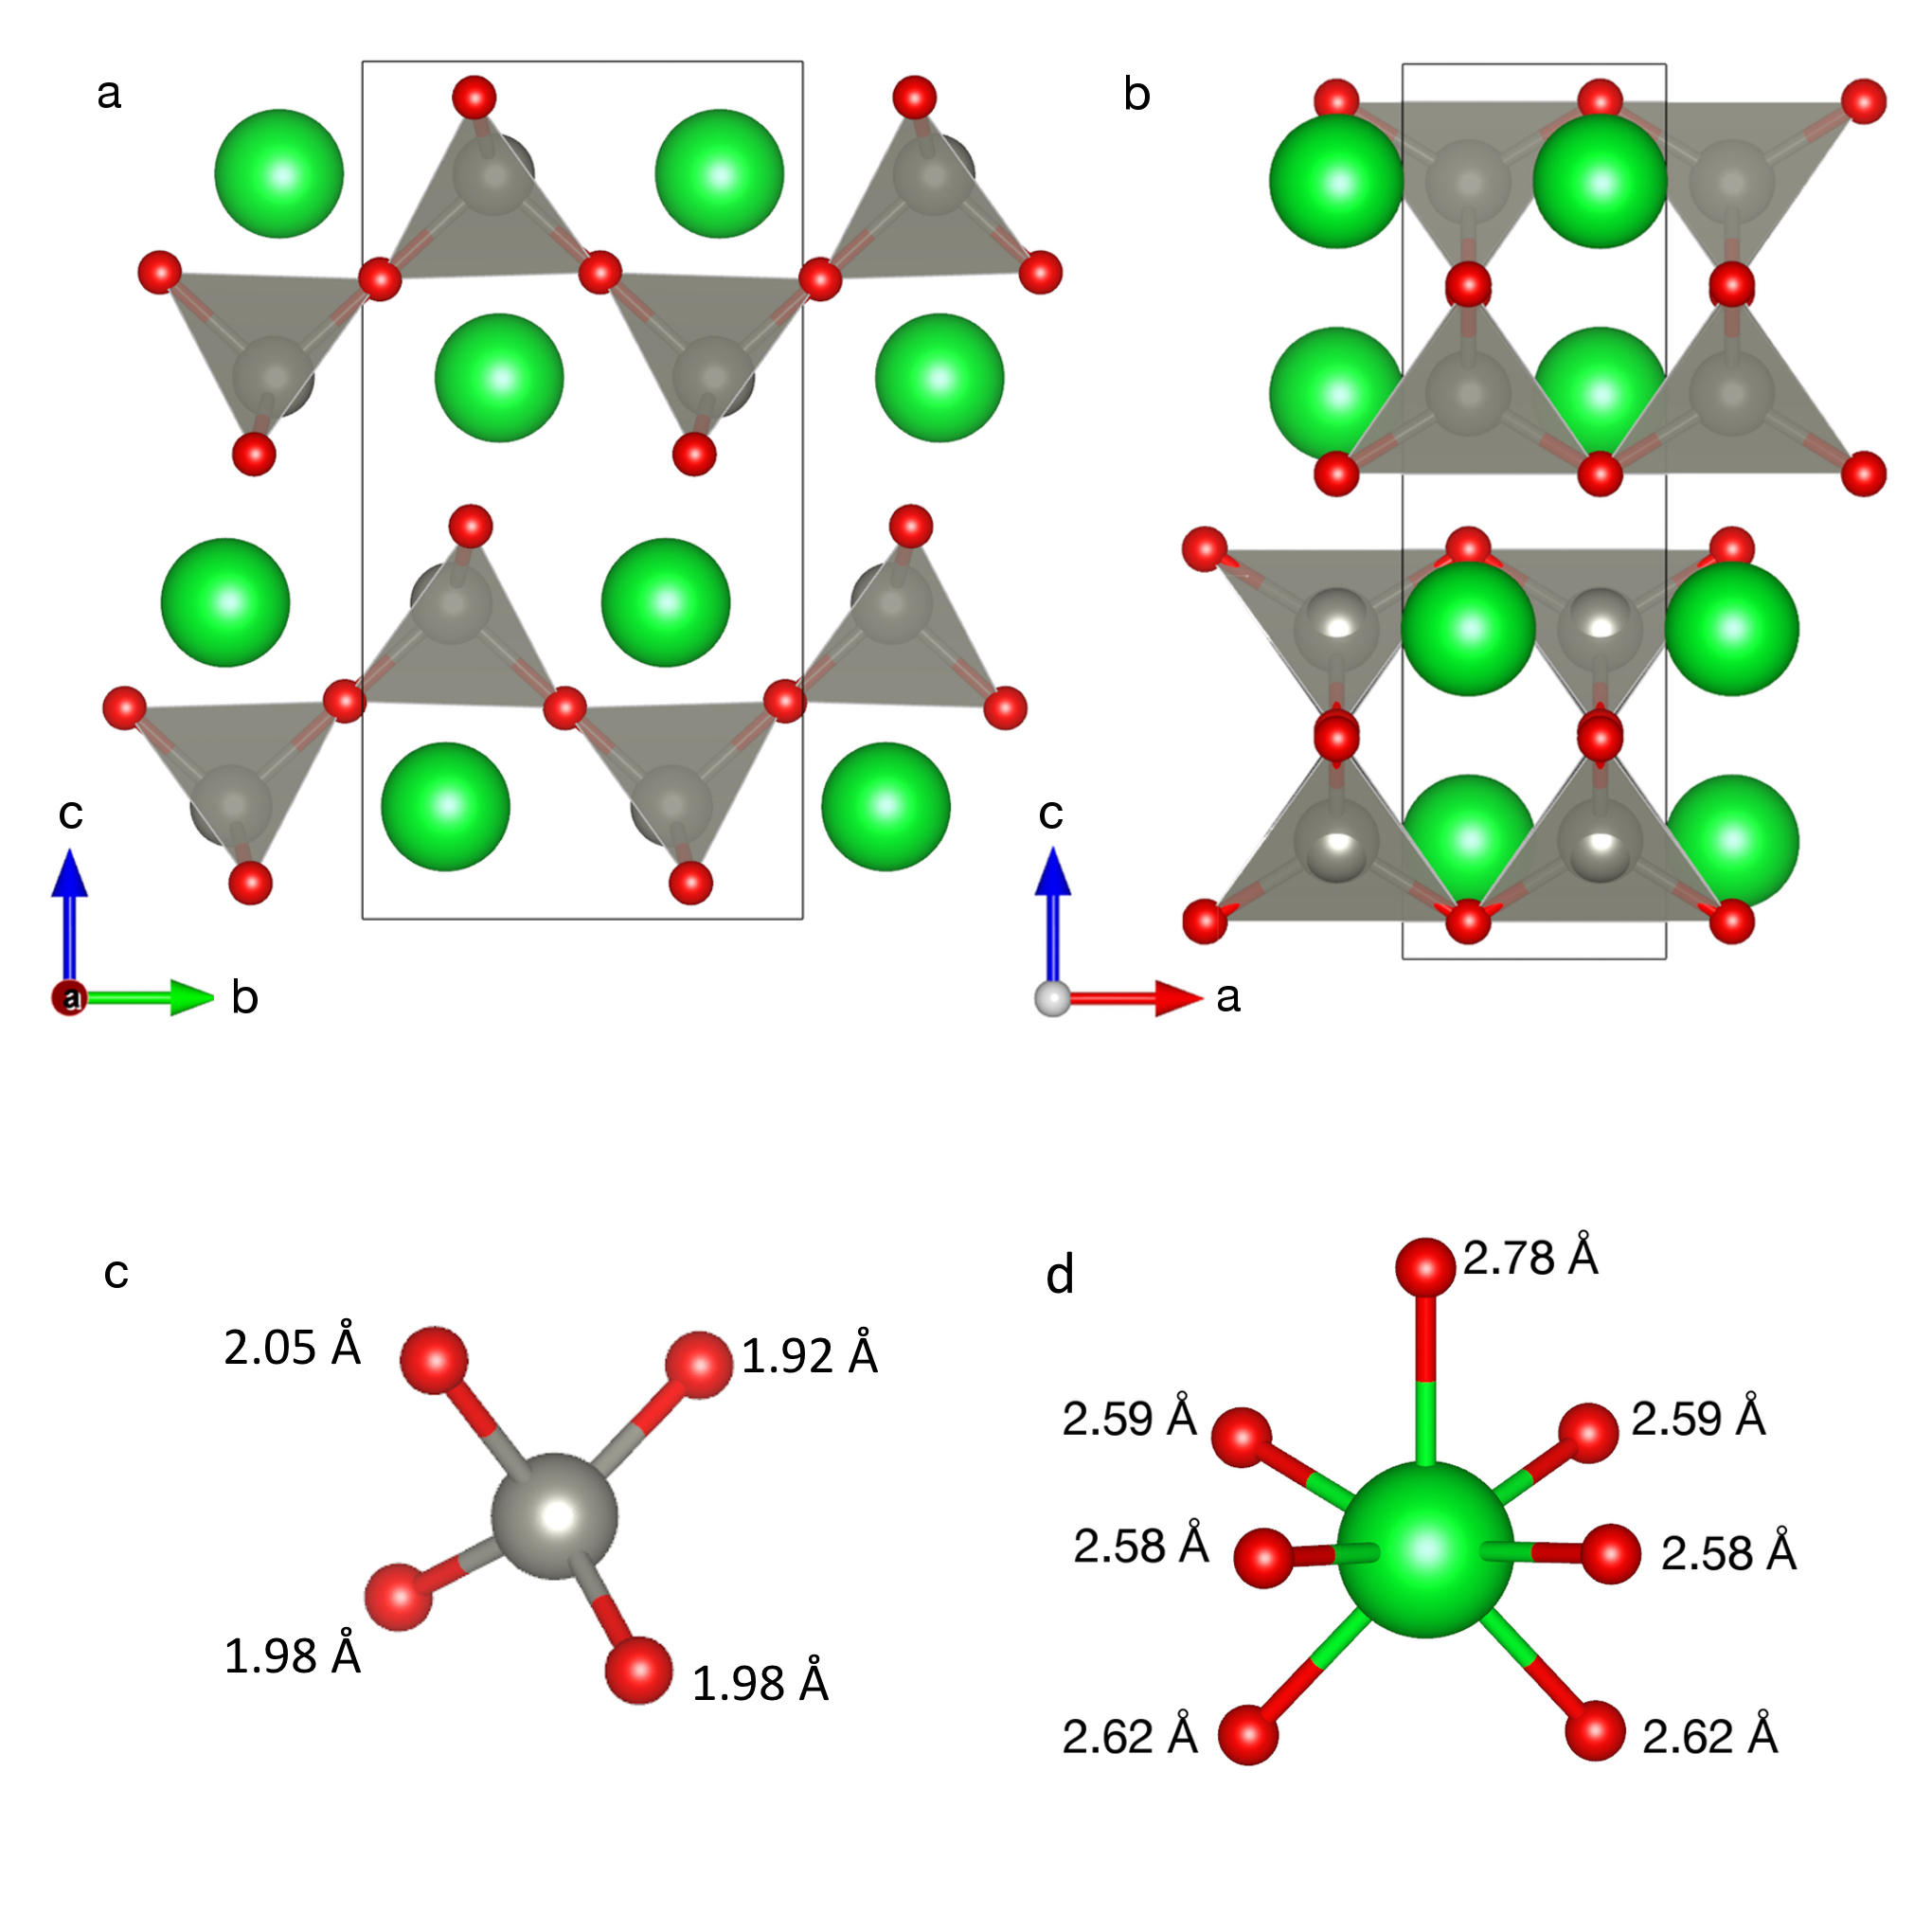 a
b
c
a
b
c
a
c
2.05 Å
1.92 Å
1.98 Å
1.98 Å
d
2.78 Å
2.59 Å
2.59 Å
2.58 Å
2.58 Å
2.62 Å
2.62 Å